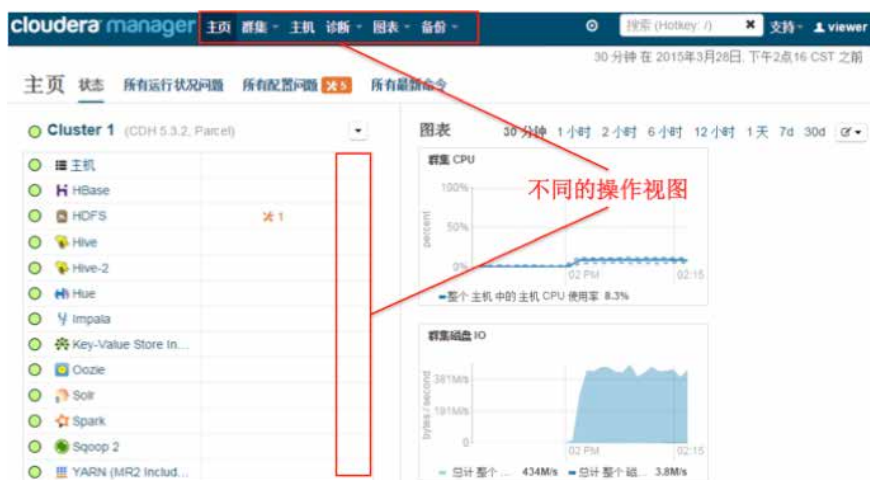 cloudera manager 主页 群集 主机 诊断 图表 备份 搜索 (Hotkey: /) 支持 viewer
30 分钟 在 2015年3月28日, 下午2点16 CST 之前
主页 状态 所有运行状况问题 所有配置问题 5 所有最新命令
Cluster 1 (CDH 5.3.2, Parcel)
主机
HBase
HDFS 1
Hive
Hive-2
Hue
Impala
Key-Value Store In...
Oozie
Solr
Spark
Sqoop 2
YARN (MR2 Includ...
图表 30 分钟 1小时 2小时 6小时 12小时 1天 7d 30d
群集 CPU
percent
100%
50%
0%
02 PM 02:15
整个 主机 中的 主机 CPU 使用率 8.3%
不同的操作视图
群集磁盘 IO
bytes / second
381M/s
191M/s
0
02 PM 02:15
总计 整个 ... 434M/s 总计 整个 磁... 3.8M/s